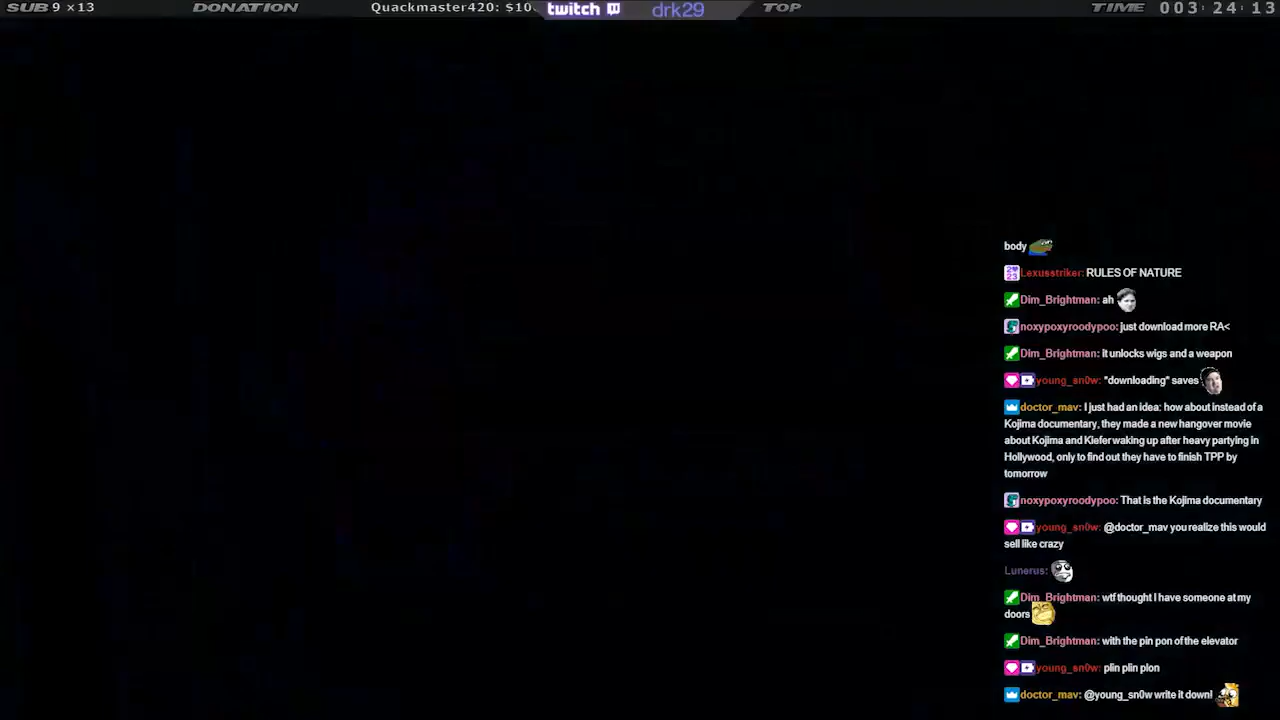 SUB 9 ×13 DONATION Quackmaster420: $10 twitch drk29 TOP TIME 003:24:13
body
Lexusstriker: RULES OF NATURE
Dim_Brightman: ah
noxypoxyroodypoo: just download more RA<
Dim_Brightman: it unlocks wigs and a weapon
young_sn0w: "downloading" saves
doctor_mav: I just had an idea: how about instead of a
Kojima documentary, they made a new hangover movie
about Kojima and Kiefer waking up after heavy partying in
Hollywood, only to find out they have to finish TPP by
tomorrow
noxypoxyroodypoo: That is the Kojima documentary
young_sn0w: @doctor_mav you realize this would
sell like crazy
Lunerus:
Dim_Brightman: wtf thought I have someone at my
doors
Dim_Brightman: with the pin pon of the elevator
young_sn0w: plin plin plon
doctor_mav: @young_sn0w write it down!